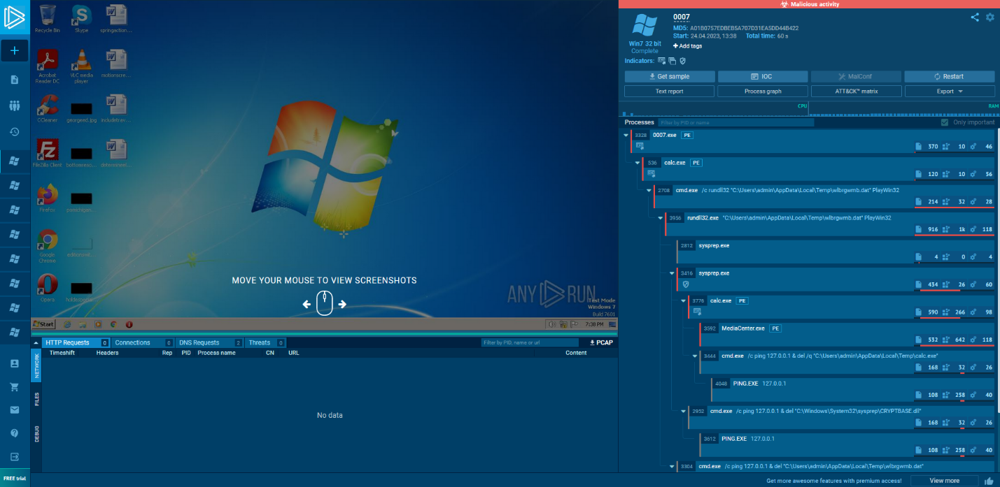 Recycle Bin
Skype
springaction...
Acrobat Reader DC
VLC media player
motionscre...
CCleaner
georgeed.jpg
includetrav...
FileZilla Client
bottomreso...
Firefox
Google Chrome
Opera
MOVE YOUR MOUSE TO VIEW SCREENSHOTS
ANY RUN
Test Mode
Windows 7
Build 7601
Start
7:38 PM
FREE trial
HTTP Requests 0
Connections 0
DNS Requests 2
Threats 0
Filter by PID, name or url
PCAP
NETWORK
FILES
DEBUG
Timeshift Headers Rep PID Process name CN URL Content
No data
Malicious activity
Win7 32 bit
Complete
0007
MD5: A01B0757EDBEB5A707D31EA5DD44B422
Start: 24.04.2023, 13:38 Total time: 60 s
+ Add tags
Indicators:
Get sample
IOC
MalConf
Restart
Text report
Process graph
ATT&CK™ matrix
Export
CPU
RAM
Processes
Filter by PID or name
Only important
3328 0007.exe PE
370 10 46
536 calc.exe PE
120 10 56
2708 cmd.exe /c rundll32 "C:\Users\admin\AppData\Local\Temp\wlbrgwmb.dat" PlayWin32
214 32 28
3956 rundll32.exe "C:\Users\admin\AppData\Local\Temp\wlbrgwmb.dat" PlayWin32
916 1k 118
2812 sysprep.exe
4 0 4
3416 sysprep.exe
434 26 60
3776 calc.exe PE
590 266 98
3592 MediaCenter.exe PE
532 642 118
3444 cmd.exe /c ping 127.0.0.1 & del /q "C:\Users\admin\AppData\Local\Temp\calc.exe"
168 32 26
4048 PING.EXE 127.0.0.1
108 258 40
2952 cmd.exe /c ping 127.0.0.1 & del "C:\Windows\System32\sysprep\CRYPTBASE.dll"
168 32 26
3612 PING.EXE 127.0.0.1
108 258 40
3304 cmd.exe /c ping 127.0.0.1 & del "C:\Users\admin\AppData\Local\Temp\wlbrgwmb.dat"
Get more awesome features with premium access!
View more